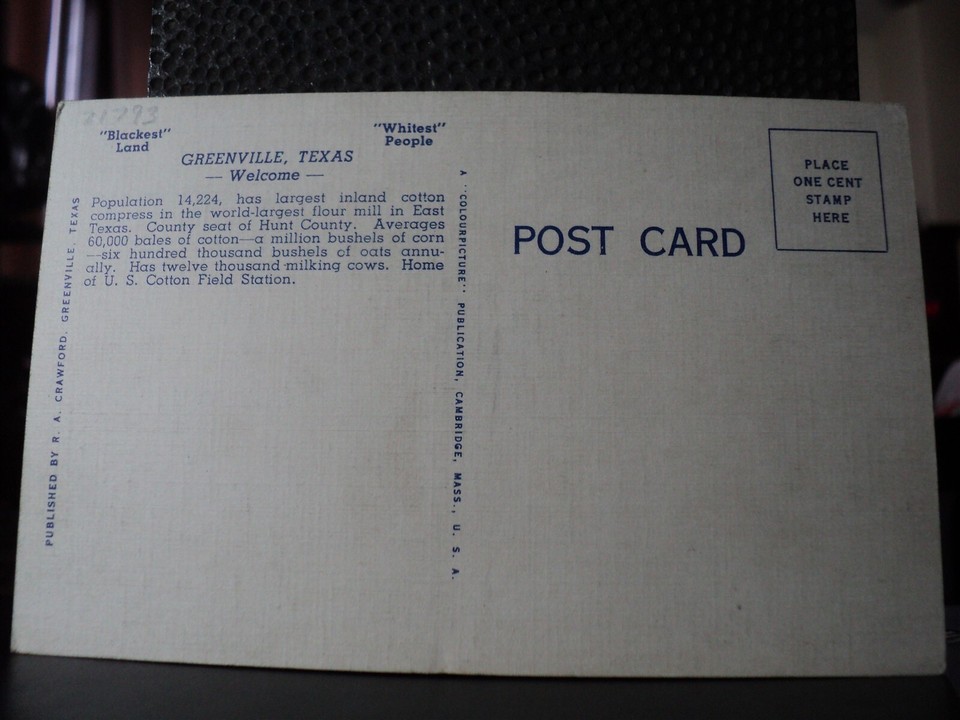 21793
"Blackest"
Land
"Whitest"
People
GREENVILLE, TEXAS
— Welcome —
Population 14,224, has largest inland cotton
compress in the world-largest flour mill in East
Texas. County seat of Hunt County. Averages
60,000 bales of cotton—a million bushels of corn
—six hundred thousand bushels of oats annu-
ally. Has twelve thousand milking cows. Home
of U. S. Cotton Field Station.
PUBLISHED BY R. A. CRAWFORD, GREENVILLE, TEXAS
A "COLOURPICTURE" PUBLICATION, CAMBRIDGE, MASS., U. S. A.
POST CARD
PLACE
ONE CENT
STAMP
HERE